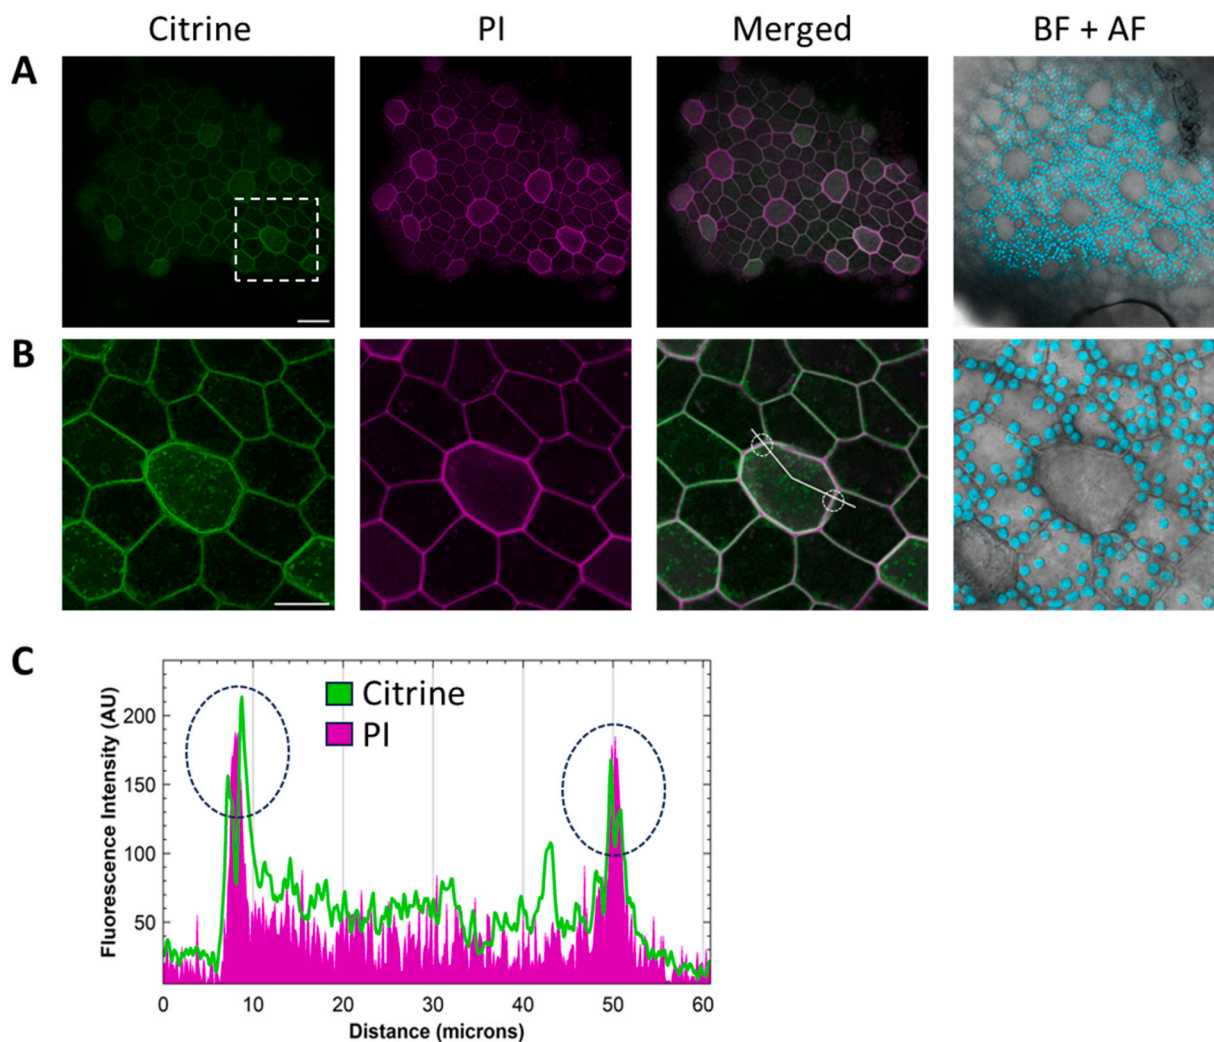 Citrine PI Merged BF + AF
A
B
C
Fluorescence Intensity (AU)
200
150
100
50
Citrine
PI
0 10 20 30 40 50 60
Distance (microns)